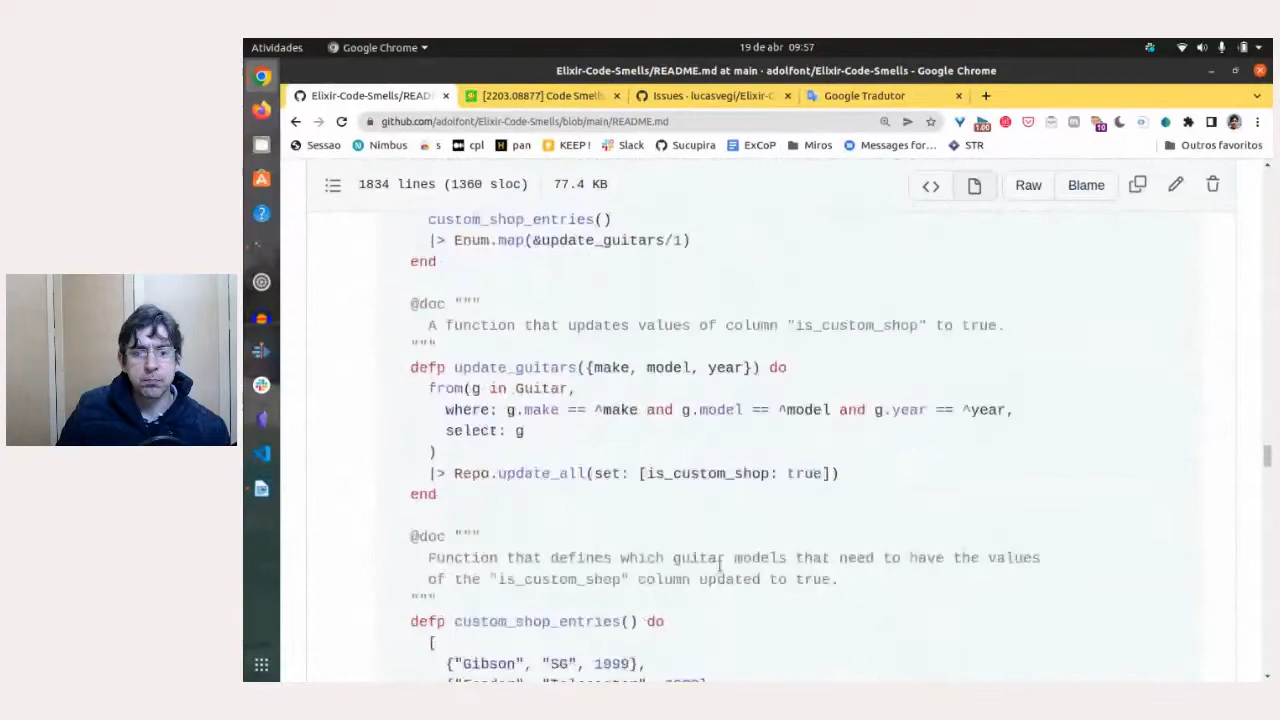 Atividades
Google Chrome
19 de abr 09:57
Elixir-Code-Smells/README.md at main · adolfont/Elixir-Code-Smells - Google Chrome
Elixir-Code-Smells/READ
[2203.08877] Code Smells
Issues · lucasvegi/Elixir-C
Google Tradutor
github.com/adolfont/Elixir-Code-Smells/blob/main/README.md
1.00
10
Sessao
Nimbus
s
cpl
pan
KEEP!
Slack
Sucupira
ExCoP
Miros
Messages for...
STR
Outros favoritos
1834 lines (1360 sloc)
77.4 KB
Raw
Blame
custom_shop_entries()
|> Enum.map(&update_guitars/1)
end
@doc """
A function that updates values of column "is_custom_shop" to true.
"""
defp update_guitars({make, model, year}) do
from(g in Guitar,
where: g.make == ^make and g.model == ^model and g.year == ^year,
select: g
)
|> Repo.update_all(set: [is_custom_shop: true])
end
@doc """
Function that defines which guitar models that need to have the values
of the "is_custom_shop" column updated to true.
"""
defp custom_shop_entries() do
[
{"Gibson", "SG", 1999},